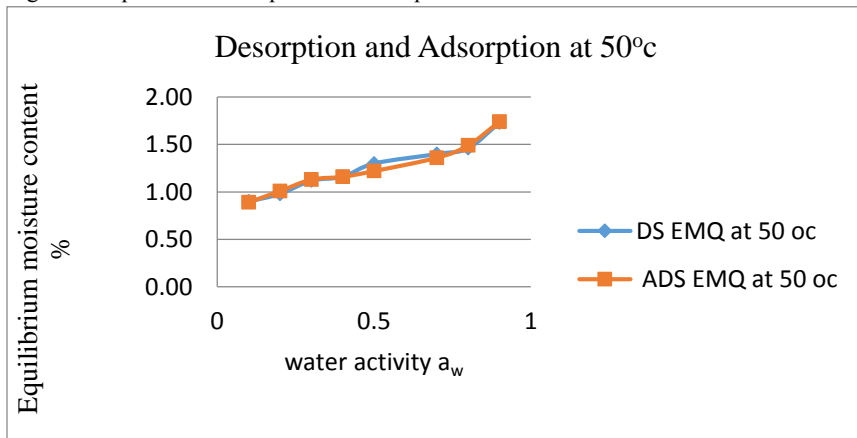 Desorption and Adsorption at 50ºc
Equilibrium moisture content
%
2.00
1.50
1.00
0.50
0.00
0
0.5
1
water activity aw
DS EMQ at 50 oc
ADS EMQ at 50 oc